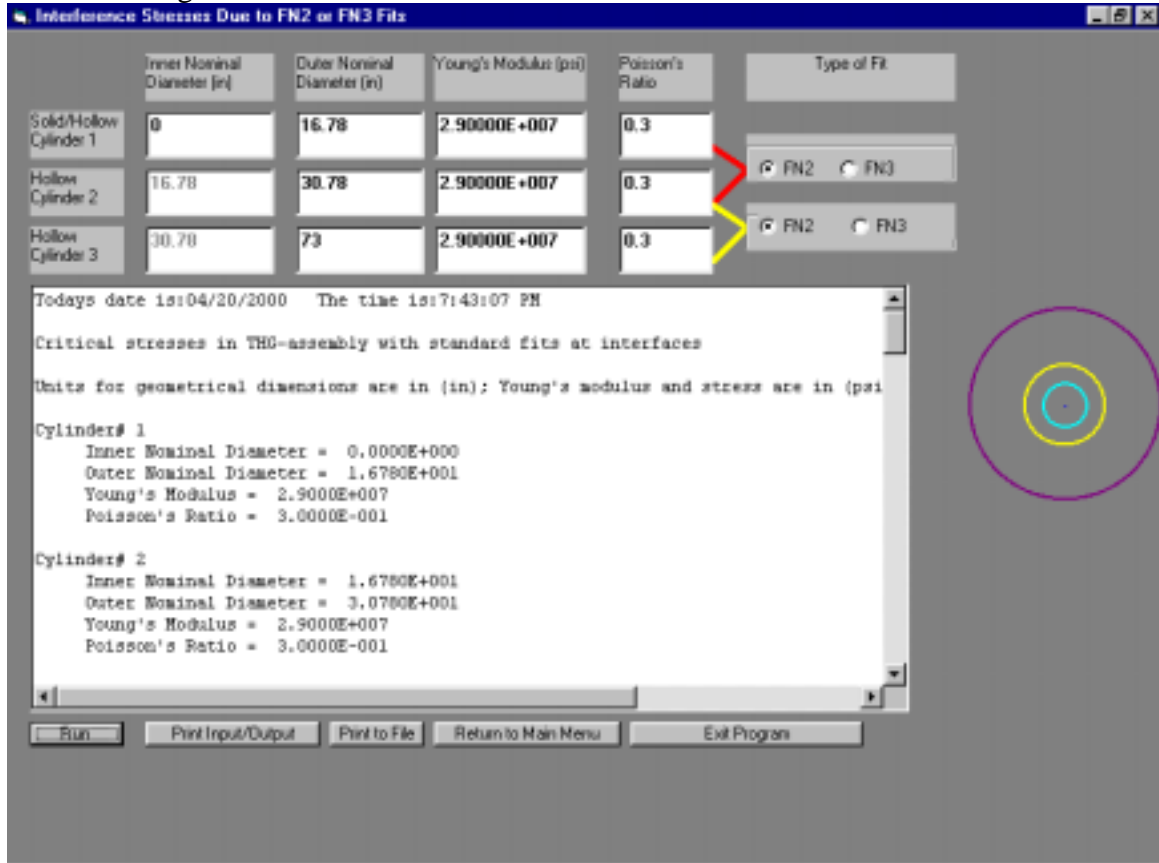 Interference Stresses Due to FN2 or FN3 Fits
Inner Nominal Diameter (in)
Outer Nominal Diameter (in)
Young's Modulus (psi)
Poisson's Ratio
Type of Fit
Solid/Hollow Cylinder 1
0
16.78
2.90000E+007
0.3
FN2 FN3
Hollow Cylinder 2
16.78
30.78
2.90000E+007
0.3
FN2 FN3
Hollow Cylinder 3
30.78
73
2.90000E+007
0.3
Todays date is:04/20/2000 The time is:7:43:07 PM
Critical stresses in THG-assembly with standard fits at interfaces
Units for geometrical dimensions are in (in); Young's modulus and stress are in (psi
Cylinder# 1
Inner Nominal Diameter = 0.0000E+000
Outer Nominal Diameter = 1.6780E+001
Young's Modulus = 2.9000E+007
Poisson's Ratio = 3.0000E-001
Cylinder# 2
Inner Nominal Diameter = 1.6780E+001
Outer Nominal Diameter = 3.0780E+001
Young's Modulus = 2.9000E+007
Poisson's Ratio = 3.0000E-001
Run
Print Input/Output
Print to File
Return to Main Menu
Exit Program